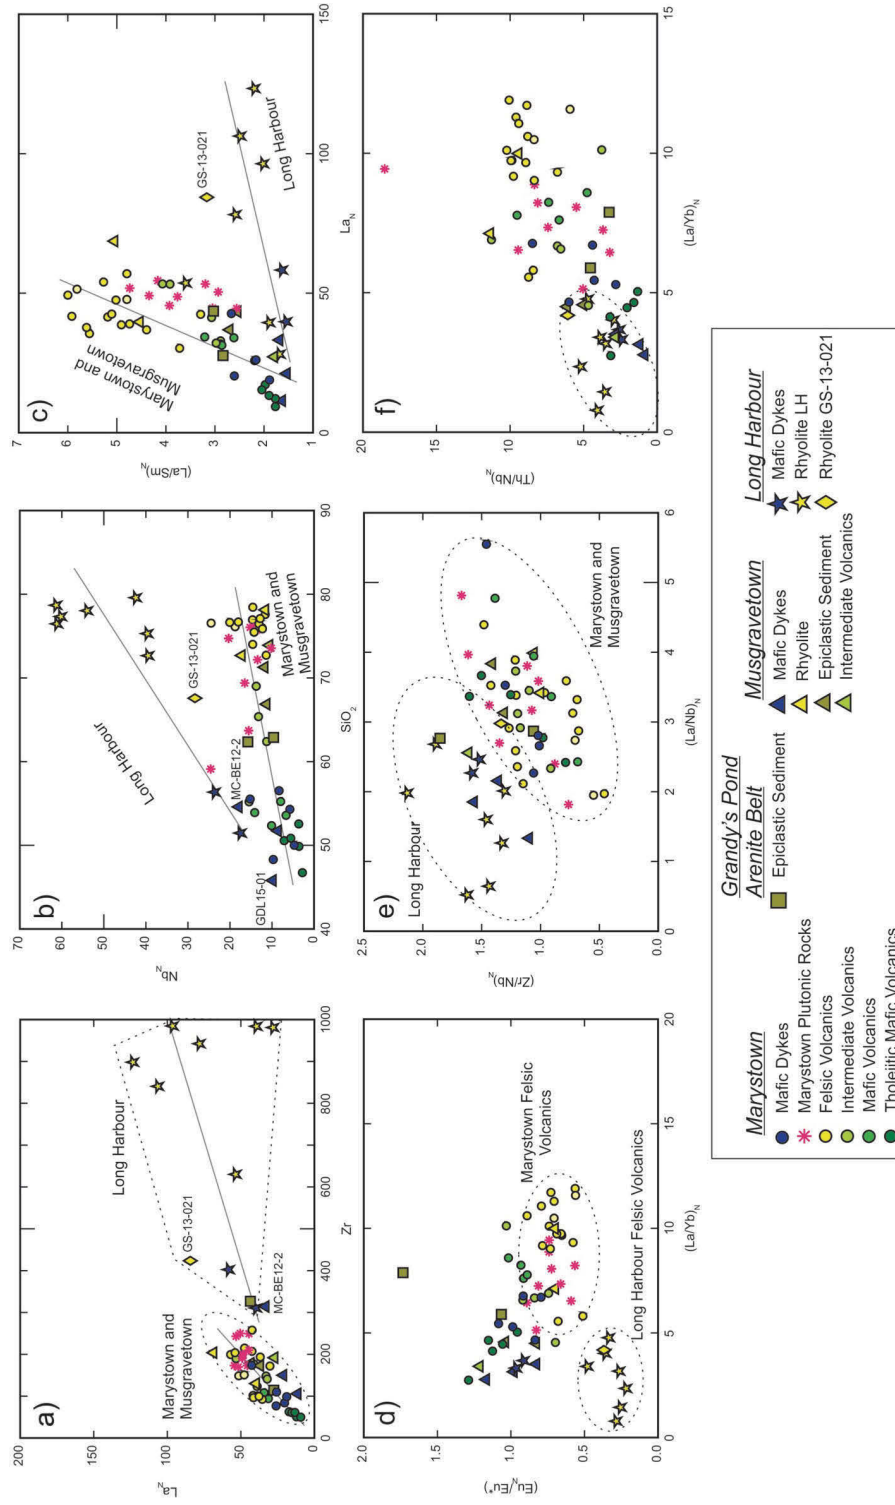 a)
200
150
100
50
0
La_N
Long Harbour
GS-13-021
MC-BE12-2
Marystown and
Musgravetown
0 200 400 600 800 1000
Zr
b)
70
60
50
40
30
20
10
0
Nb_N
Long Harbour
GS-13-021
MC-BE12-2
GDL15-01
Marystown and
Musgravetown
40 50 60 70 80 90
SiO₂
c)
7
6
5
4
3
2
1
(La/Sm)_N
Marystown and
Musgravetown
GS-13-021
Long Harbour
0 50 100 150
La_N
d)
2.0
1.5
1.0
0.5
0.0
(Eu_N/Eu*)
Marystown Felsic
Volcanics
Long Harbour Felsic Volcanics
0 5 10 15 20
(La/Yb)_N
e)
2.5
2.0
1.5
1.0
0.5
0.0
(Zr/Nb)_N
Long Harbour
Marystown and
Musgravetown
0 1 2 3 4 5 6
(La/Nb)_N
f)
20
15
10
5
0
(Th/Nb)_N
0 5 10 15
(La/Yb)_N
Marystown
Mafic Dykes
Marystown Plutonic Rocks
Felsic Volcanics
Intermediate Volcanics
Mafic Volcanics
Tholeiitic Mafic Volcanics
Grandy's Pond
Arenite Belt
Epiclastic Sediment
Musgravetown
Mafic Dykes
Rhyolite
Epiclastic Sediment
Intermediate Volcanics
Long Harbour
Mafic Dykes
Rhyolite LH
Rhyolite GS-13-021